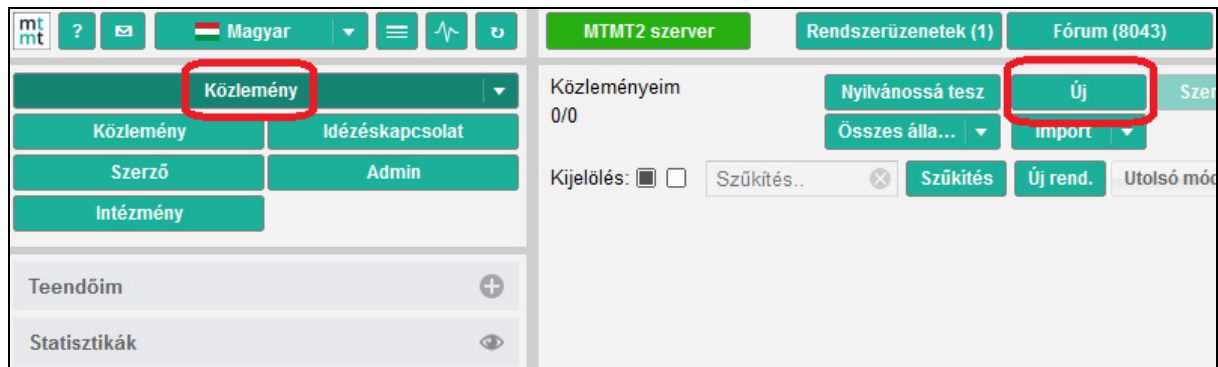 mt
mt
?
Magyar
MTMT2 szerver
Rendszerüzenetek (1)
Fórum (8043)
Közlemény
Közlemény
Idézéskapcsolat
Szerző
Admin
Intézmény
Teendőim
Statisztikák
Közleményeim
0/0
Nyilvánossá tesz
Új
Szer
Összes álla...
Import
Kijelölés:
Szűkítés..
Szűkítés
Új rend.
Utolsó mód